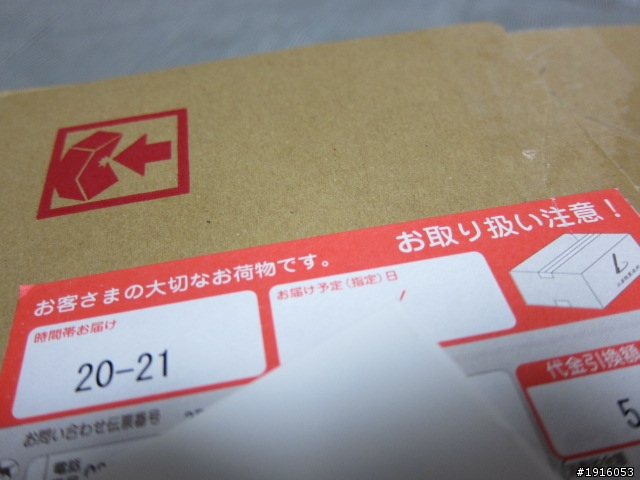 お取り扱い注意！
お客さまの大切なお荷物です。
時間帯お届け
お届け予定(指定)日
20-21
代金引換額
5
お問い合わせ伝票番号
#1916053